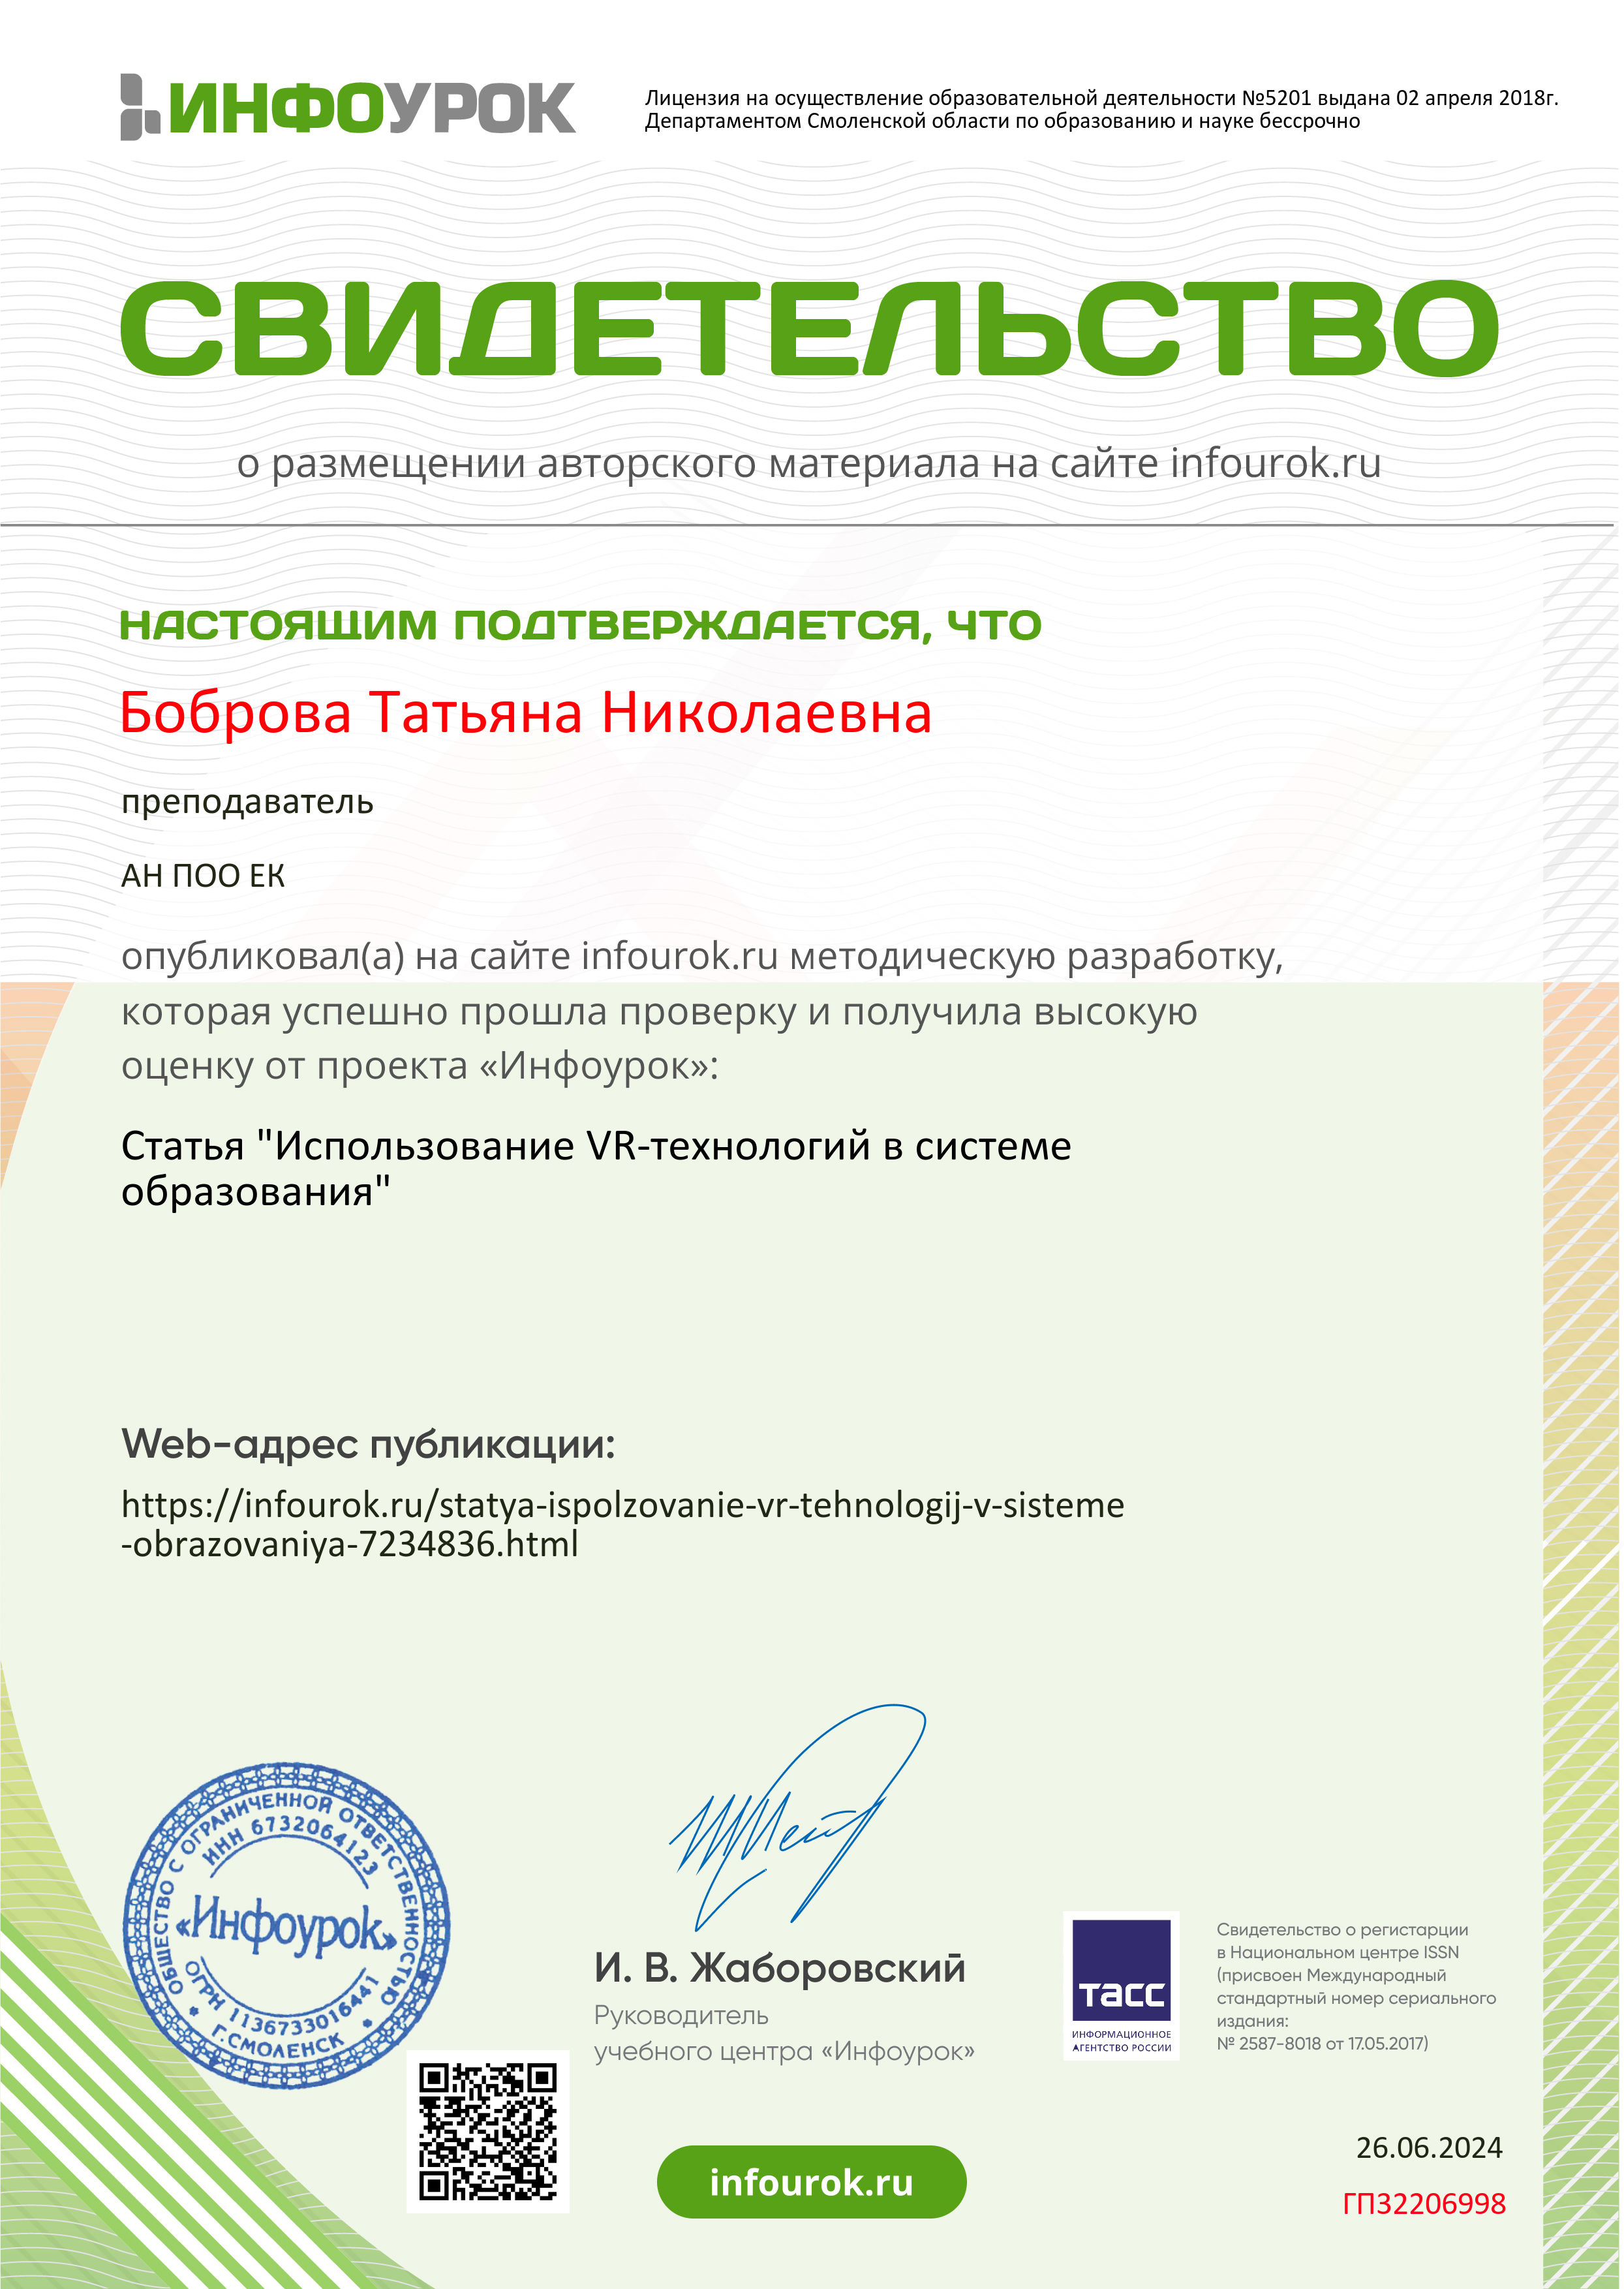 ИНФОУРОК
Лицензия на осуществление образовательной деятельности №5201 выдана 02 апреля 2018г.
Департаментом Смоленской области по образованию и науке бессрочно
СВИДЕТЕЛЬСТВО
о размещении авторского материала на сайте infourok.ru
НАСТОЯЩИМ ПОДТВЕРЖДАЕТСЯ, ЧТО
Боброва Татьяна Николаевна
преподаватель
АН ПОО ЕК
опубликовал(а) на сайте infourok.ru методическую разработку,
которая успешно прошла проверку и получила высокую
оценку от проекта «Инфоурок»:
Статья "Использование VR-технологий в системе
образования"
Web-адрес публикации:
https://infourok.ru/statya-ispolzovanie-vr-tehnologij-v-sisteme
-obrazovaniya-7234836.html
ОБЩЕСТВО С ОГРАНИЧЕННОЙ ОТВЕТСТВЕННОСТЬЮ
ИНН 6732064123
«Инфоурок»
ОГРН 1136733016441
Г.СМОЛЕНСК
И. В. Жаборовский
Руководитель
учебного центра «Инфоурок»
ТАСС
ИНФОРМАЦИОННОЕ
АГЕНТСТВО РОССИИ
Свидетельство о регистарции
в Национальном центре ISSN
(присвоен Международный
стандартный номер сериального
издания:
№ 2587-8018 от 17.05.2017)
infourok.ru
26.06.2024
ГП32206998